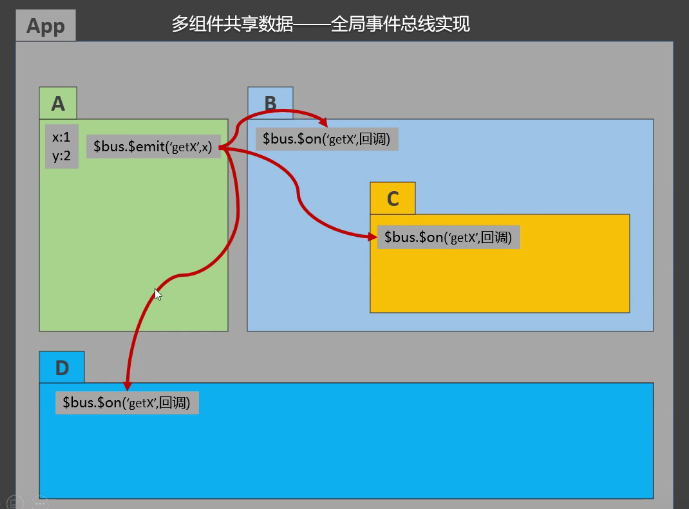 App
多组件共享数据——全局事件总线实现
A
B
x:1
y:2
$bus.$emit('getX',x)
$bus.$on('getX',回调)
C
$bus.$on('getX',回调)
D
$bus.$on('getX',回调)